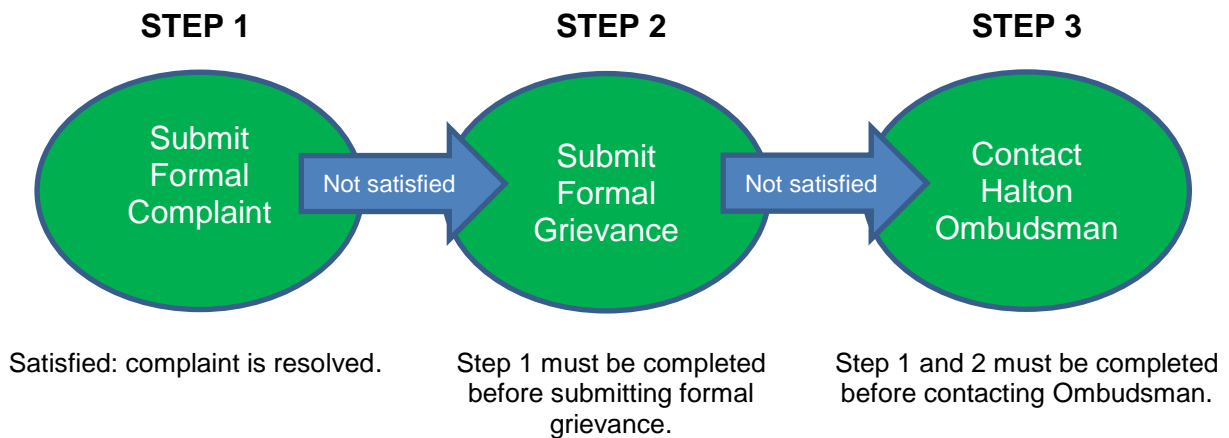 STEP 1
STEP 2
STEP 3
Submit
Formal
Complaint
Not satisfied
Submit
Formal
Grievance
Not satisfied
Contact
Halton
Ombudsman
Satisfied: complaint is resolved.
Step 1 must be completed
before submitting formal
grievance.
Step 1 and 2 must be completed
before contacting Ombudsman.